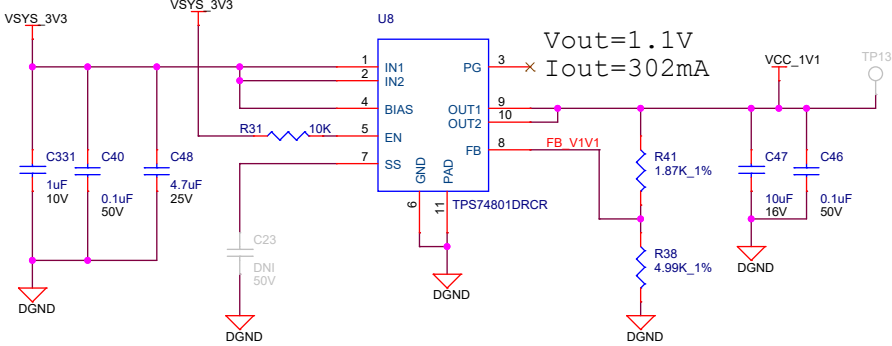 VSYS_3V3
VSYS_3V3
U8
Vout=1.1V
Iout=302mA
VCC_1V1
TP13
1
IN1
2
IN2
4
BIAS
R31
10K
5
EN
7
SS
PG
3
OUT1
9
OUT2
10
FB
8
FB_V1V1
GND
6
PAD
11
TPS74801DRCR
C331
1uF
10V
C40
0.1uF
50V
C48
4.7uF
25V
C23
DNI
50V
R41
1.87K_1%
R38
4.99K_1%
C47
10uF
16V
C46
0.1uF
50V
DGND
DGND
DGND
DGND
DGND